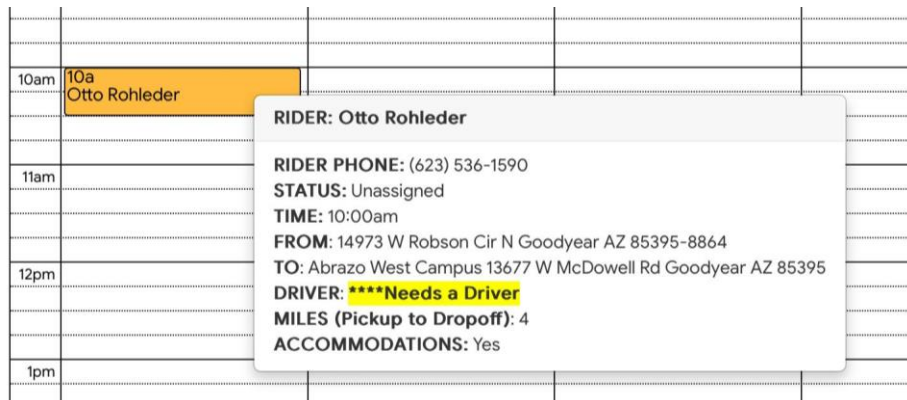 10am
10a
Otto Rohleder
RIDER: Otto Rohleder
RIDER PHONE: (623) 536-1590
11am
STATUS: Unassigned
TIME: 10:00am
FROM: 14973 W Robson Cir N Goodyear AZ 85395-8864
TO: Abrazo West Campus 13677 W McDowell Rd Goodyear AZ 85395
12pm
DRIVER: ****Needs a Driver
MILES (Pickup to Dropoff): 4
ACCOMMODATIONS: Yes
1pm